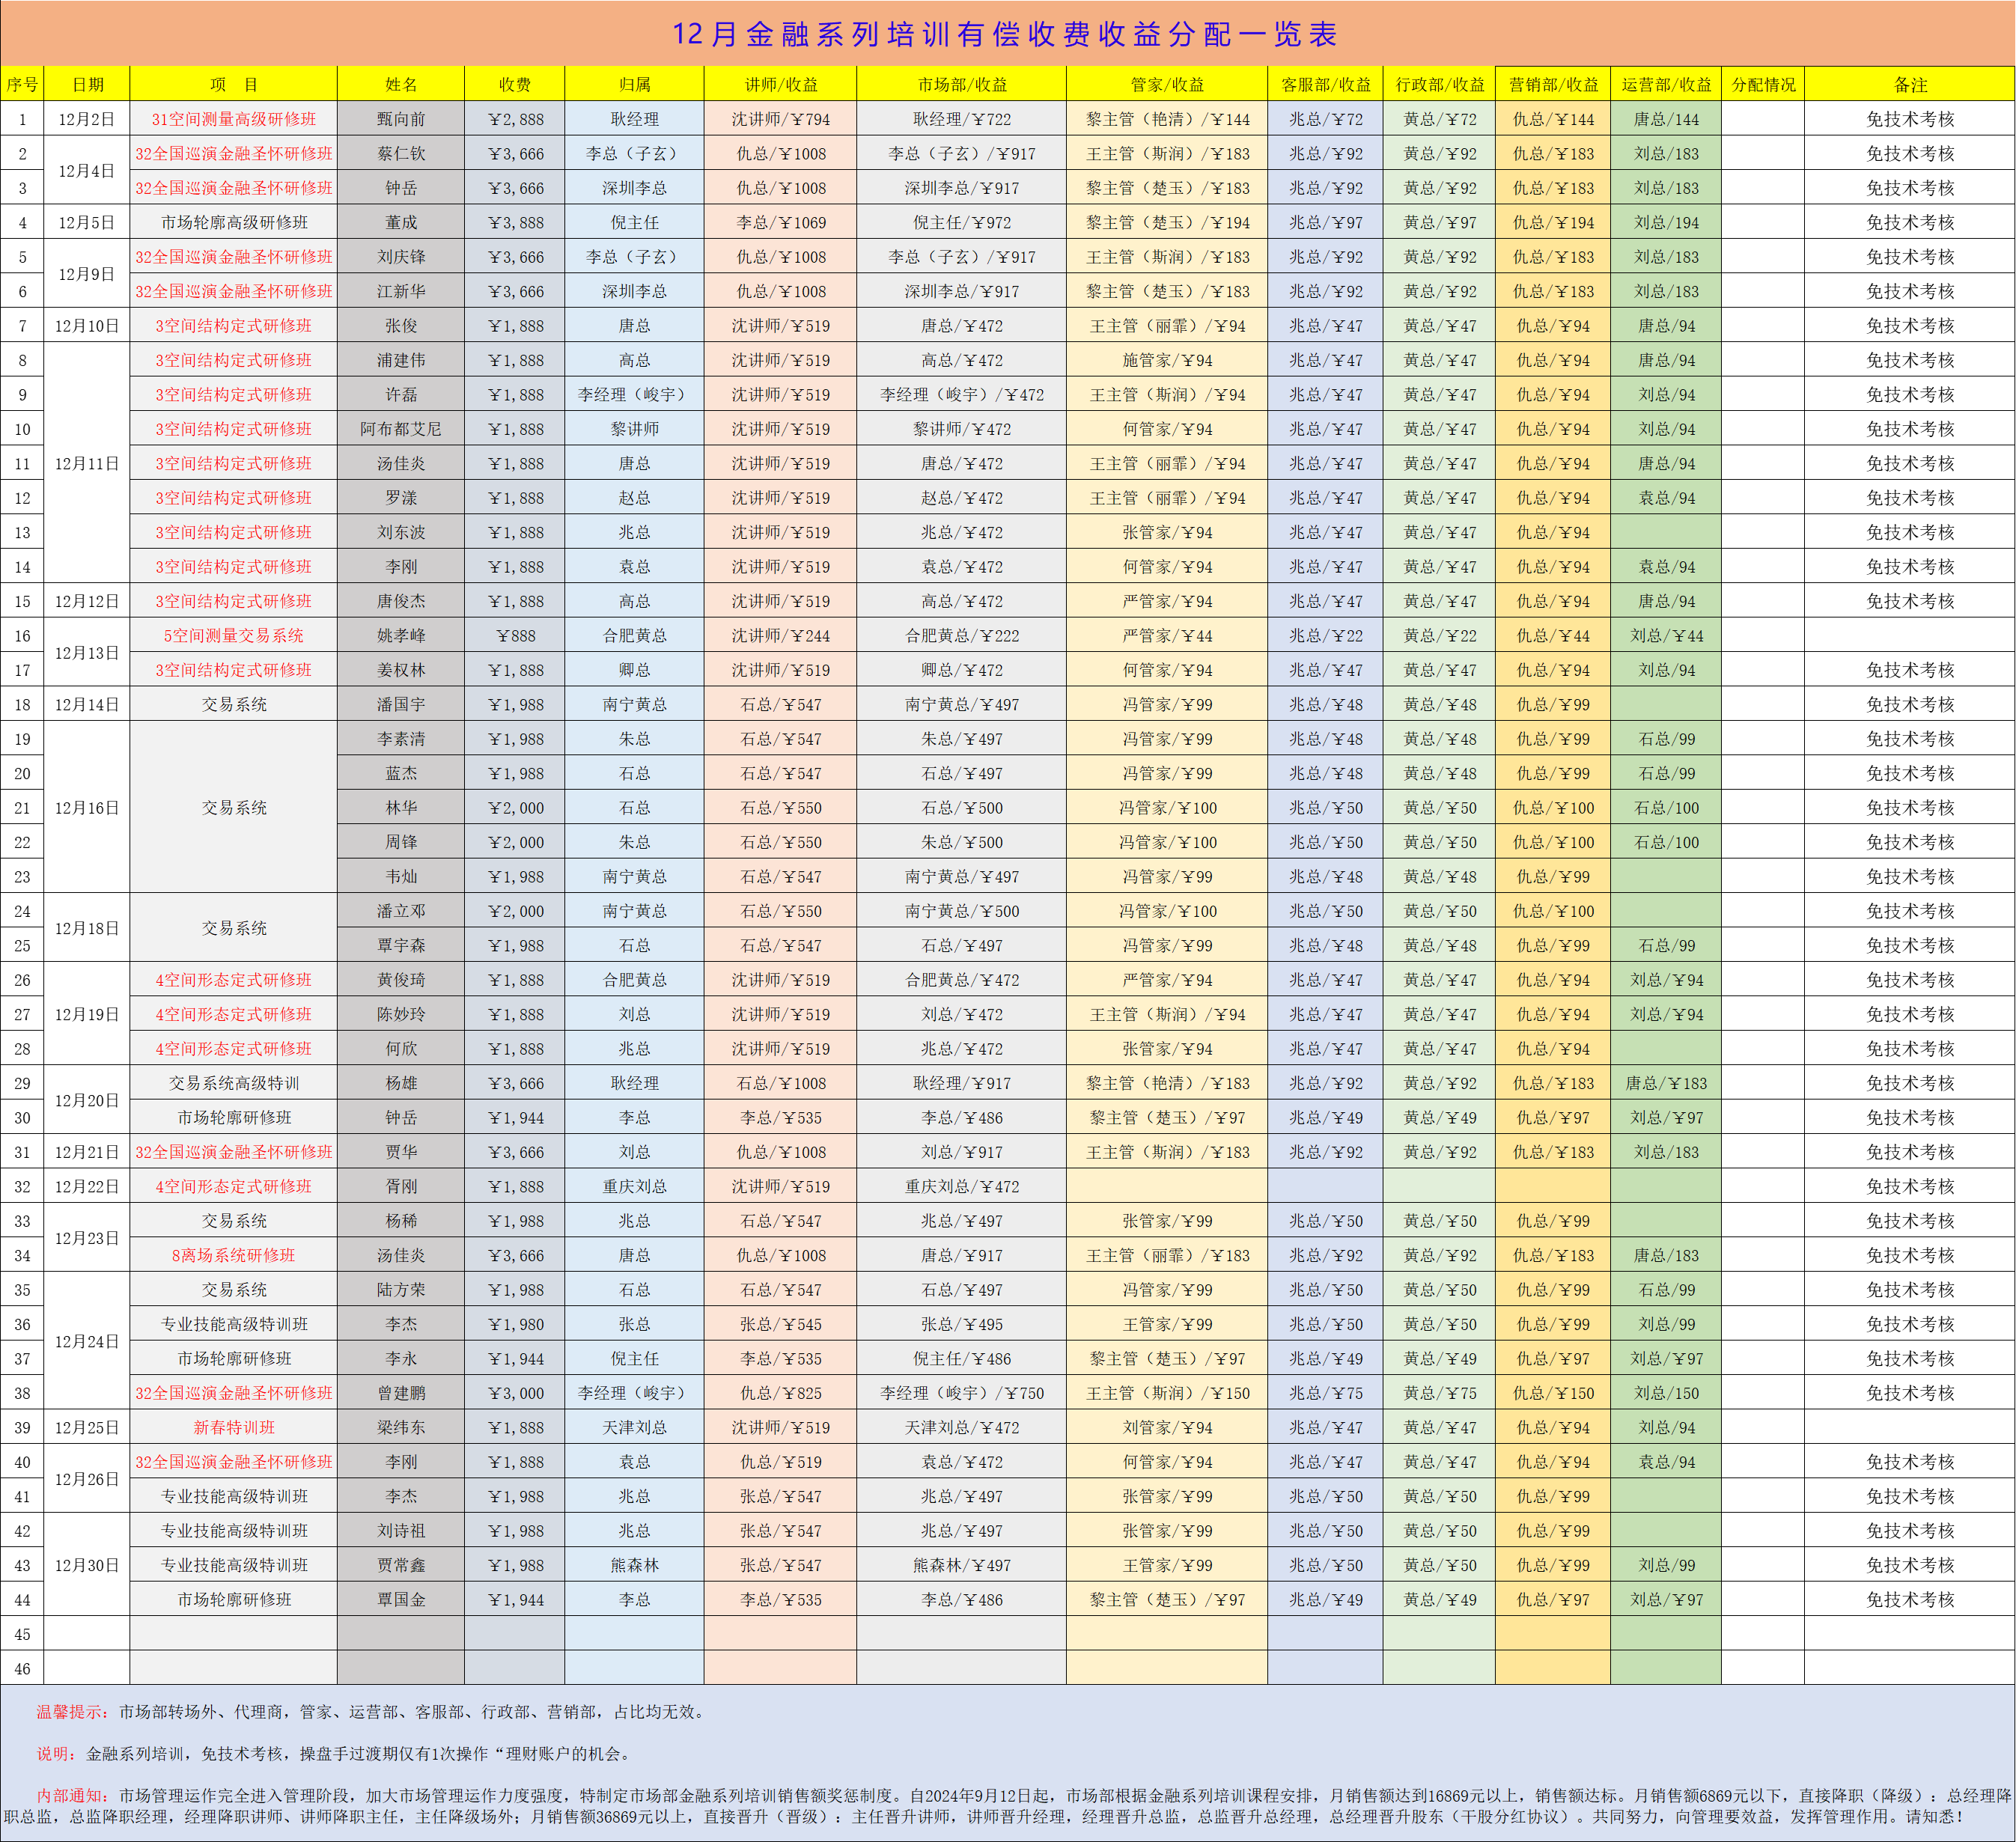 12月金融系列培训有偿收费收益分配一览表
序号 日期 项 目 姓名 收费 归属 讲师/收益 市场部/收益 管家/收益 客服部/收益 行政部/收益 营销部/收益 运营部/收益 分配情况 备注
1 12月2日 31空间测量高级研修班 甄向前 ¥2,888 耿经理 沈讲师/¥794 耿经理/¥722 黎主管（艳清）/¥144 兆总/¥72 黄总/¥72 仇总/¥144 唐总/144 免技术考核
2 12月4日 32全国巡演金融圣怀研修班 蔡仁钦 ¥3,666 李总（子玄） 仇总/¥1008 李总（子玄）/¥917 王主管（斯润）/¥183 兆总/¥92 黄总/¥92 仇总/¥183 刘总/183 免技术考核
3 32全国巡演金融圣怀研修班 钟岳 ¥3,666 深圳李总 仇总/¥1008 深圳李总/¥917 黎主管（楚玉）/¥183 兆总/¥92 黄总/¥92 仇总/¥183 刘总/183 免技术考核
4 12月5日 市场轮廓高级研修班 董成 ¥3,888 倪主任 李总/¥1069 倪主任/¥972 黎主管（楚玉）/¥194 兆总/¥97 黄总/¥97 仇总/¥194 刘总/194 免技术考核
5 12月9日 32全国巡演金融圣怀研修班 刘庆锋 ¥3,666 李总（子玄） 仇总/¥1008 李总（子玄）/¥917 王主管（斯润）/¥183 兆总/¥92 黄总/¥92 仇总/¥183 刘总/183 免技术考核
6 32全国巡演金融圣怀研修班 江新华 ¥3,666 深圳李总 仇总/¥1008 深圳李总/¥917 黎主管（楚玉）/¥183 兆总/¥92 黄总/¥92 仇总/¥183 刘总/183 免技术考核
7 12月10日 3空间结构定式研修班 张俊 ¥1,888 唐总 沈讲师/¥519 唐总/¥472 王主管（丽霏）/¥94 兆总/¥47 黄总/¥47 仇总/¥94 唐总/94 免技术考核
8 12月11日 3空间结构定式研修班 浦建伟 ¥1,888 高总 沈讲师/¥519 高总/¥472 施管家/¥94 兆总/¥47 黄总/¥47 仇总/¥94 唐总/94 免技术考核
9 3空间结构定式研修班 许磊 ¥1,888 李经理（峻宇） 沈讲师/¥519 李经理（峻宇）/¥472 王主管（斯润）/¥94 兆总/¥47 黄总/¥47 仇总/¥94 刘总/94 免技术考核
10 3空间结构定式研修班 阿布都艾尼 ¥1,888 黎讲师 沈讲师/¥519 黎讲师/¥472 何管家/¥94 兆总/¥47 黄总/¥47 仇总/¥94 刘总/94 免技术考核
11 3空间结构定式研修班 汤佳炎 ¥1,888 唐总 沈讲师/¥519 唐总/¥472 王主管（丽霏）/¥94 兆总/¥47 黄总/¥47 仇总/¥94 唐总/94 免技术考核
12 3空间结构定式研修班 罗漾 ¥1,888 赵总 沈讲师/¥519 赵总/¥472 王主管（丽霏）/¥94 兆总/¥47 黄总/¥47 仇总/¥94 袁总/94 免技术考核
13 3空间结构定式研修班 刘东波 ¥1,888 兆总 沈讲师/¥519 兆总/¥472 张管家/¥94 兆总/¥47 黄总/¥47 仇总/¥94 免技术考核
14 3空间结构定式研修班 李刚 ¥1,888 袁总 沈讲师/¥519 袁总/¥472 何管家/¥94 兆总/¥47 黄总/¥47 仇总/¥94 袁总/94 免技术考核
15 12月12日 3空间结构定式研修班 唐俊杰 ¥1,888 高总 沈讲师/¥519 高总/¥472 严管家/¥94 兆总/¥47 黄总/¥47 仇总/¥94 唐总/94 免技术考核
16 12月13日 5空间测量交易系统 姚孝峰 ¥888 合肥黄总 沈讲师/¥244 合肥黄总/¥222 严管家/¥44 兆总/¥22 黄总/¥22 仇总/¥44 刘总/¥44
17 3空间结构定式研修班 姜权林 ¥1,888 卿总 沈讲师/¥519 卿总/¥472 何管家/¥94 兆总/¥47 黄总/¥47 仇总/¥94 刘总/94 免技术考核
18 12月14日 交易系统 潘国宇 ¥1,988 南宁黄总 石总/¥547 南宁黄总/¥497 冯管家/¥99 兆总/¥48 黄总/¥48 仇总/¥99 免技术考核
19 12月16日 交易系统 李素清 ¥1,988 朱总 石总/¥547 朱总/¥497 冯管家/¥99 兆总/¥48 黄总/¥48 仇总/¥99 石总/99 免技术考核
20 蓝杰 ¥1,988 石总 石总/¥547 石总/¥497 冯管家/¥99 兆总/¥48 黄总/¥48 仇总/¥99 石总/99 免技术考核
21 林华 ¥2,000 石总 石总/¥550 石总/¥500 冯管家/¥100 兆总/¥50 黄总/¥50 仇总/¥100 石总/100 免技术考核
22 周锋 ¥2,000 朱总 石总/¥550 朱总/¥500 冯管家/¥100 兆总/¥50 黄总/¥50 仇总/¥100 石总/100 免技术考核
23 韦灿 ¥1,988 南宁黄总 石总/¥547 南宁黄总/¥497 冯管家/¥99 兆总/¥48 黄总/¥48 仇总/¥99 免技术考核
24 12月18日 交易系统 潘立邓 ¥2,000 南宁黄总 石总/¥550 南宁黄总/¥500 冯管家/¥100 兆总/¥50 黄总/¥50 仇总/¥100 免技术考核
25 覃宇森 ¥1,988 石总 石总/¥547 石总/¥497 冯管家/¥99 兆总/¥48 黄总/¥48 仇总/¥99 石总/99 免技术考核
26 12月19日 4空间形态定式研修班 黄俊琦 ¥1,888 合肥黄总 沈讲师/¥519 合肥黄总/¥472 严管家/¥94 兆总/¥47 黄总/¥47 仇总/¥94 刘总/¥94 免技术考核
27 4空间形态定式研修班 陈妙玲 ¥1,888 刘总 沈讲师/¥519 刘总/¥472 王主管（斯润）/¥94 兆总/¥47 黄总/¥47 仇总/¥94 刘总/¥94 免技术考核
28 4空间形态定式研修班 何欣 ¥1,888 兆总 沈讲师/¥519 兆总/¥472 张管家/¥94 兆总/¥47 黄总/¥47 仇总/¥94 免技术考核
29 12月20日 交易系统高级特训 杨雄 ¥3,666 耿经理 石总/¥1008 耿经理/¥917 黎主管（艳清）/¥183 兆总/¥92 黄总/¥92 仇总/¥183 唐总/¥183 免技术考核
30 市场轮廓研修班 钟岳 ¥1,944 李总 李总/¥535 李总/¥486 黎主管（楚玉）/¥97 兆总/¥49 黄总/¥49 仇总/¥97 刘总/¥97 免技术考核
31 12月21日 32全国巡演金融圣怀研修班 贾华 ¥3,666 刘总 仇总/¥1008 刘总/¥917 王主管（斯润）/¥183 兆总/¥92 黄总/¥92 仇总/¥183 刘总/183 免技术考核
32 12月22日 4空间形态定式研修班 胥刚 ¥1,888 重庆刘总 沈讲师/¥519 重庆刘总/¥472 免技术考核
33 12月23日 交易系统 杨稀 ¥1,988 兆总 石总/¥547 兆总/¥497 张管家/¥99 兆总/¥50 黄总/¥50 仇总/¥99 免技术考核
34 8离场系统研修班 汤佳炎 ¥3,666 唐总 仇总/¥1008 唐总/¥917 王主管（丽霏）/¥183 兆总/¥92 黄总/¥92 仇总/¥183 唐总/183 免技术考核
35 12月24日 交易系统 陆方荣 ¥1,988 石总 石总/¥547 石总/¥497 冯管家/¥99 兆总/¥50 黄总/¥50 仇总/¥99 石总/99 免技术考核
36 专业技能高级特训班 李杰 ¥1,980 张总 张总/¥545 张总/¥495 王管家/¥99 兆总/¥50 黄总/¥50 仇总/¥99 刘总/99 免技术考核
37 市场轮廓研修班 李永 ¥1,944 倪主任 李总/¥535 倪主任/¥486 黎主管（楚玉）/¥97 兆总/¥49 黄总/¥49 仇总/¥97 刘总/¥97 免技术考核
38 32全国巡演金融圣怀研修班 曾建鹏 ¥3,000 李经理（峻宇） 仇总/¥825 李经理（峻宇）/¥750 王主管（斯润）/¥150 兆总/¥75 黄总/¥75 仇总/¥150 刘总/150 免技术考核
39 12月25日 新春特训班 梁纬东 ¥1,888 天津刘总 沈讲师/¥519 天津刘总/¥472 刘管家/¥94 兆总/¥47 黄总/¥47 仇总/¥94 刘总/94
40 12月26日 32全国巡演金融圣怀研修班 李刚 ¥1,888 袁总 仇总/¥519 袁总/¥472 何管家/¥94 兆总/¥47 黄总/¥47 仇总/¥94 袁总/94 免技术考核
41 专业技能高级特训班 李杰 ¥1,988 兆总 张总/¥547 兆总/¥497 张管家/¥99 兆总/¥50 黄总/¥50 仇总/¥99 免技术考核
42 12月30日 专业技能高级特训班 刘诗祖 ¥1,988 兆总 张总/¥547 兆总/¥497 张管家/¥99 兆总/¥50 黄总/¥50 仇总/¥99 免技术考核
43 专业技能高级特训班 贾常鑫 ¥1,988 熊森林 张总/¥547 熊森林/¥497 王管家/¥99 兆总/¥50 黄总/¥50 仇总/¥99 刘总/99 免技术考核
44 市场轮廓研修班 覃国金 ¥1,944 李总 李总/¥535 李总/¥486 黎主管（楚玉）/¥97 兆总/¥49 黄总/¥49 仇总/¥97 刘总/¥97 免技术考核
45
46
温馨提示：市场部转场外、代理商，管家、运营部、客服部、行政部、营销部，占比均无效。
说明：金融系列培训，免技术考核，操盘手过渡期仅有1次操作“理财账户的机会。
内部通知：市场管理运作完全进入管理阶段，加大市场管理运作力度强度，特制定市场部金融系列培训销售额奖惩制度。自2024年9月12日起，市场部根据金融系列培训课程安排，月销售额达到16869元以上，销售额达标。月销售额6869元以下，直接降职（降级）：总经理降
职总监，总监降职经理，经理降职讲师、讲师降职主任，主任降级场外；月销售额36869元以上，直接晋升（晋级）：主任晋升讲师，讲师晋升经理，经理晋升总监，总监晋升总经理，总经理晋升股东（干股分红协议）。共同努力，向管理要效益，发挥管理作用。请知悉！